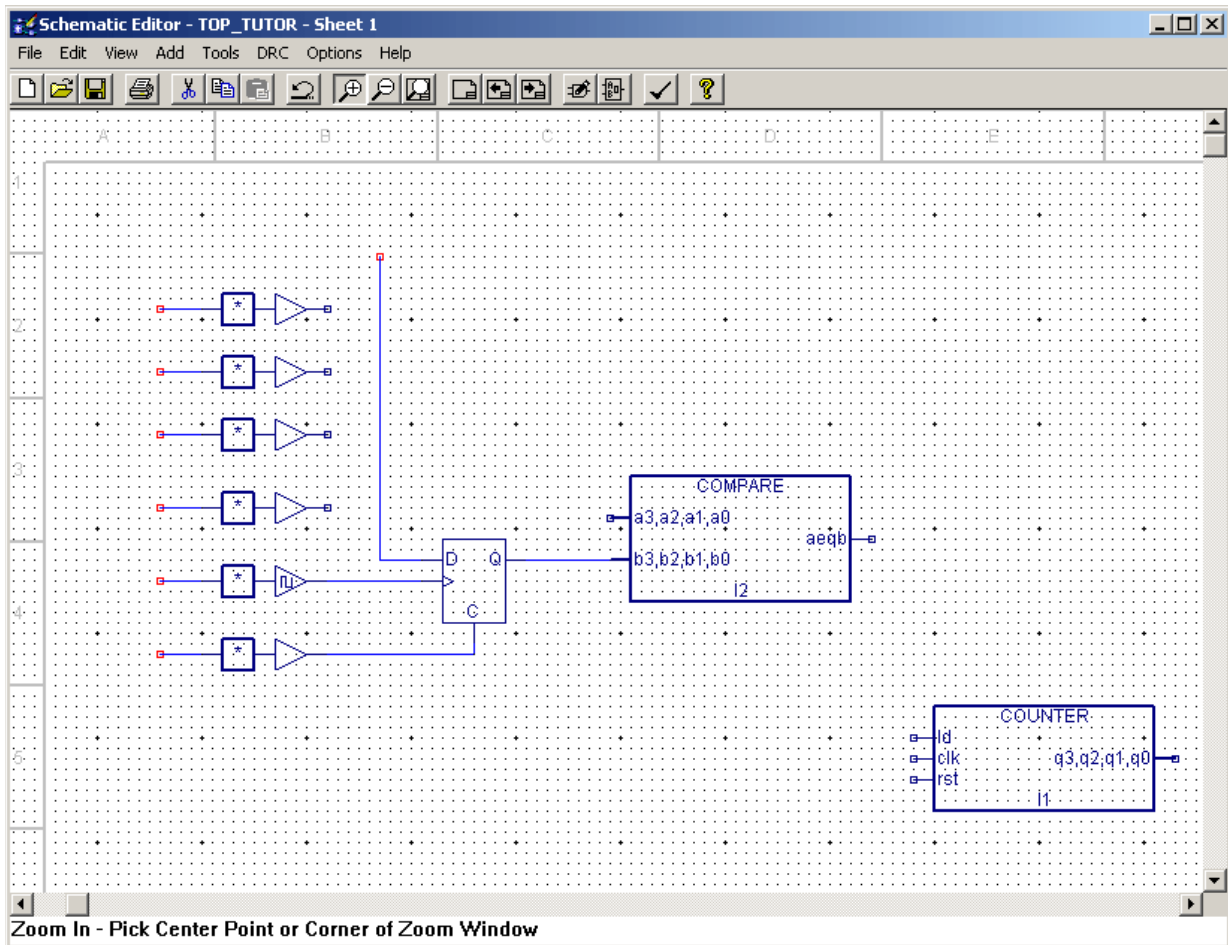 Schematic Editor - TOP_TUTOR - Sheet 1
File Edit View Add Tools DRC Options Help
A B C D E
1
2
*
*
*
3
*
COMPARE
a3,a2,a1,a0
aeqb
D Q
b3,b2,b1,b0
*
I2
C
4
*
COUNTER
ld
5
clk
q3,q2,q1,q0
rst
I1
Zoom In - Pick Center Point or Corner of Zoom Window